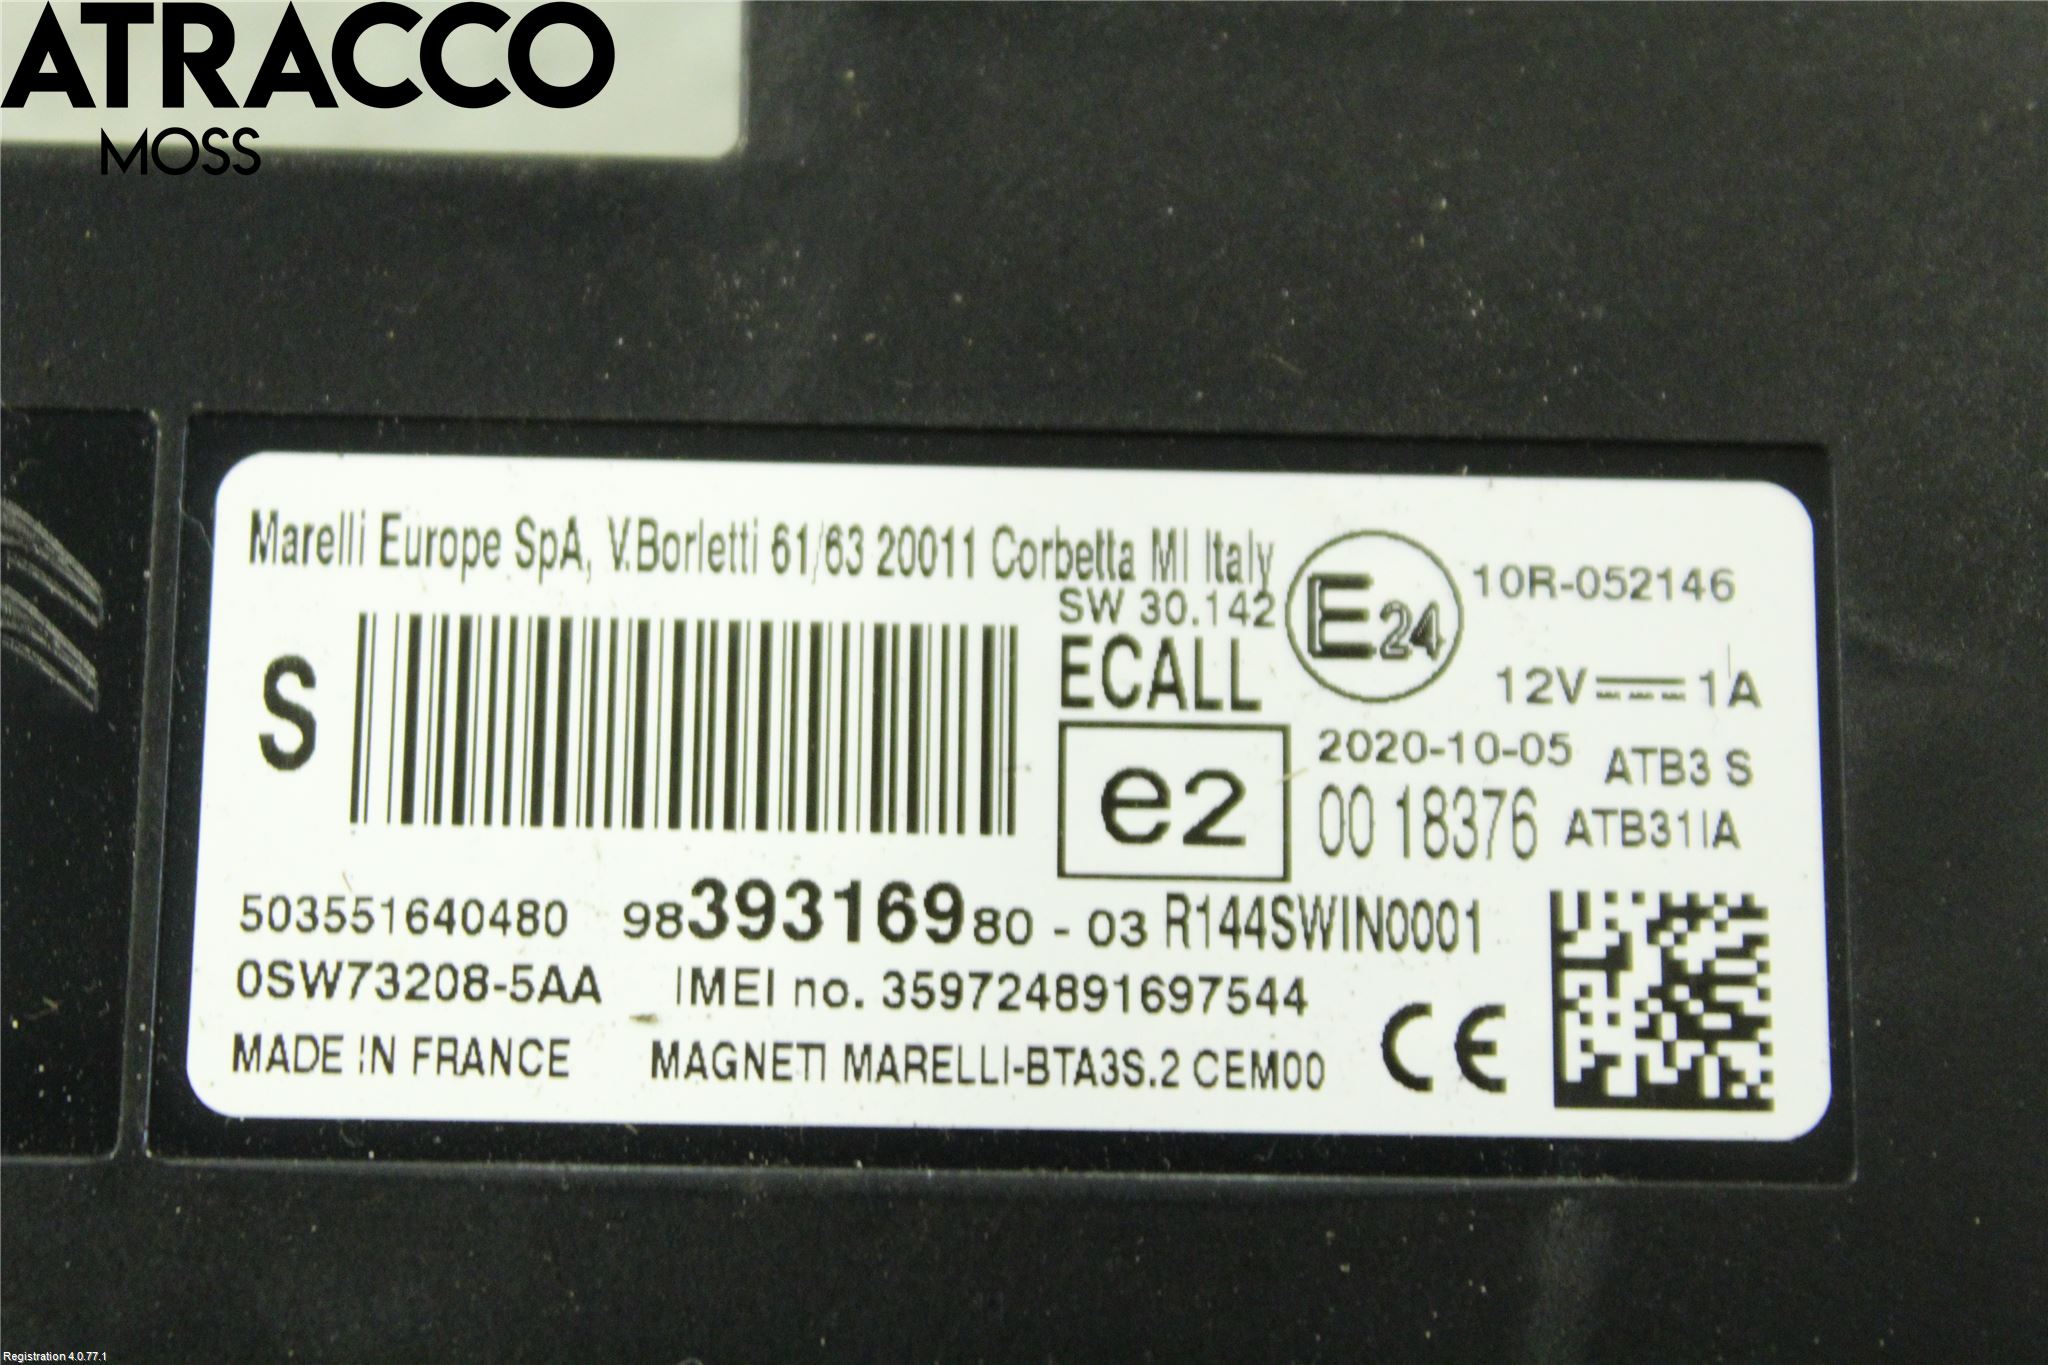 ATRACCO
MOSS
Marelli Europe SpA, V.Borletti 61/63 20011 Corbetta MI Italy
SW 30.142
E24
10R-052146
S
ECALL
12V 1A
e2
2020-10-05
ATB3 S
00 18376
ATB311A
503551640480 9839316980 - 03 R144SWIN0001
0SW73208-5AA IMEI no. 359724891697544
MADE IN FRANCE MAGNETI MARELLI-BTA3S.2 CEM00
CE
Registration 4.0.77.1